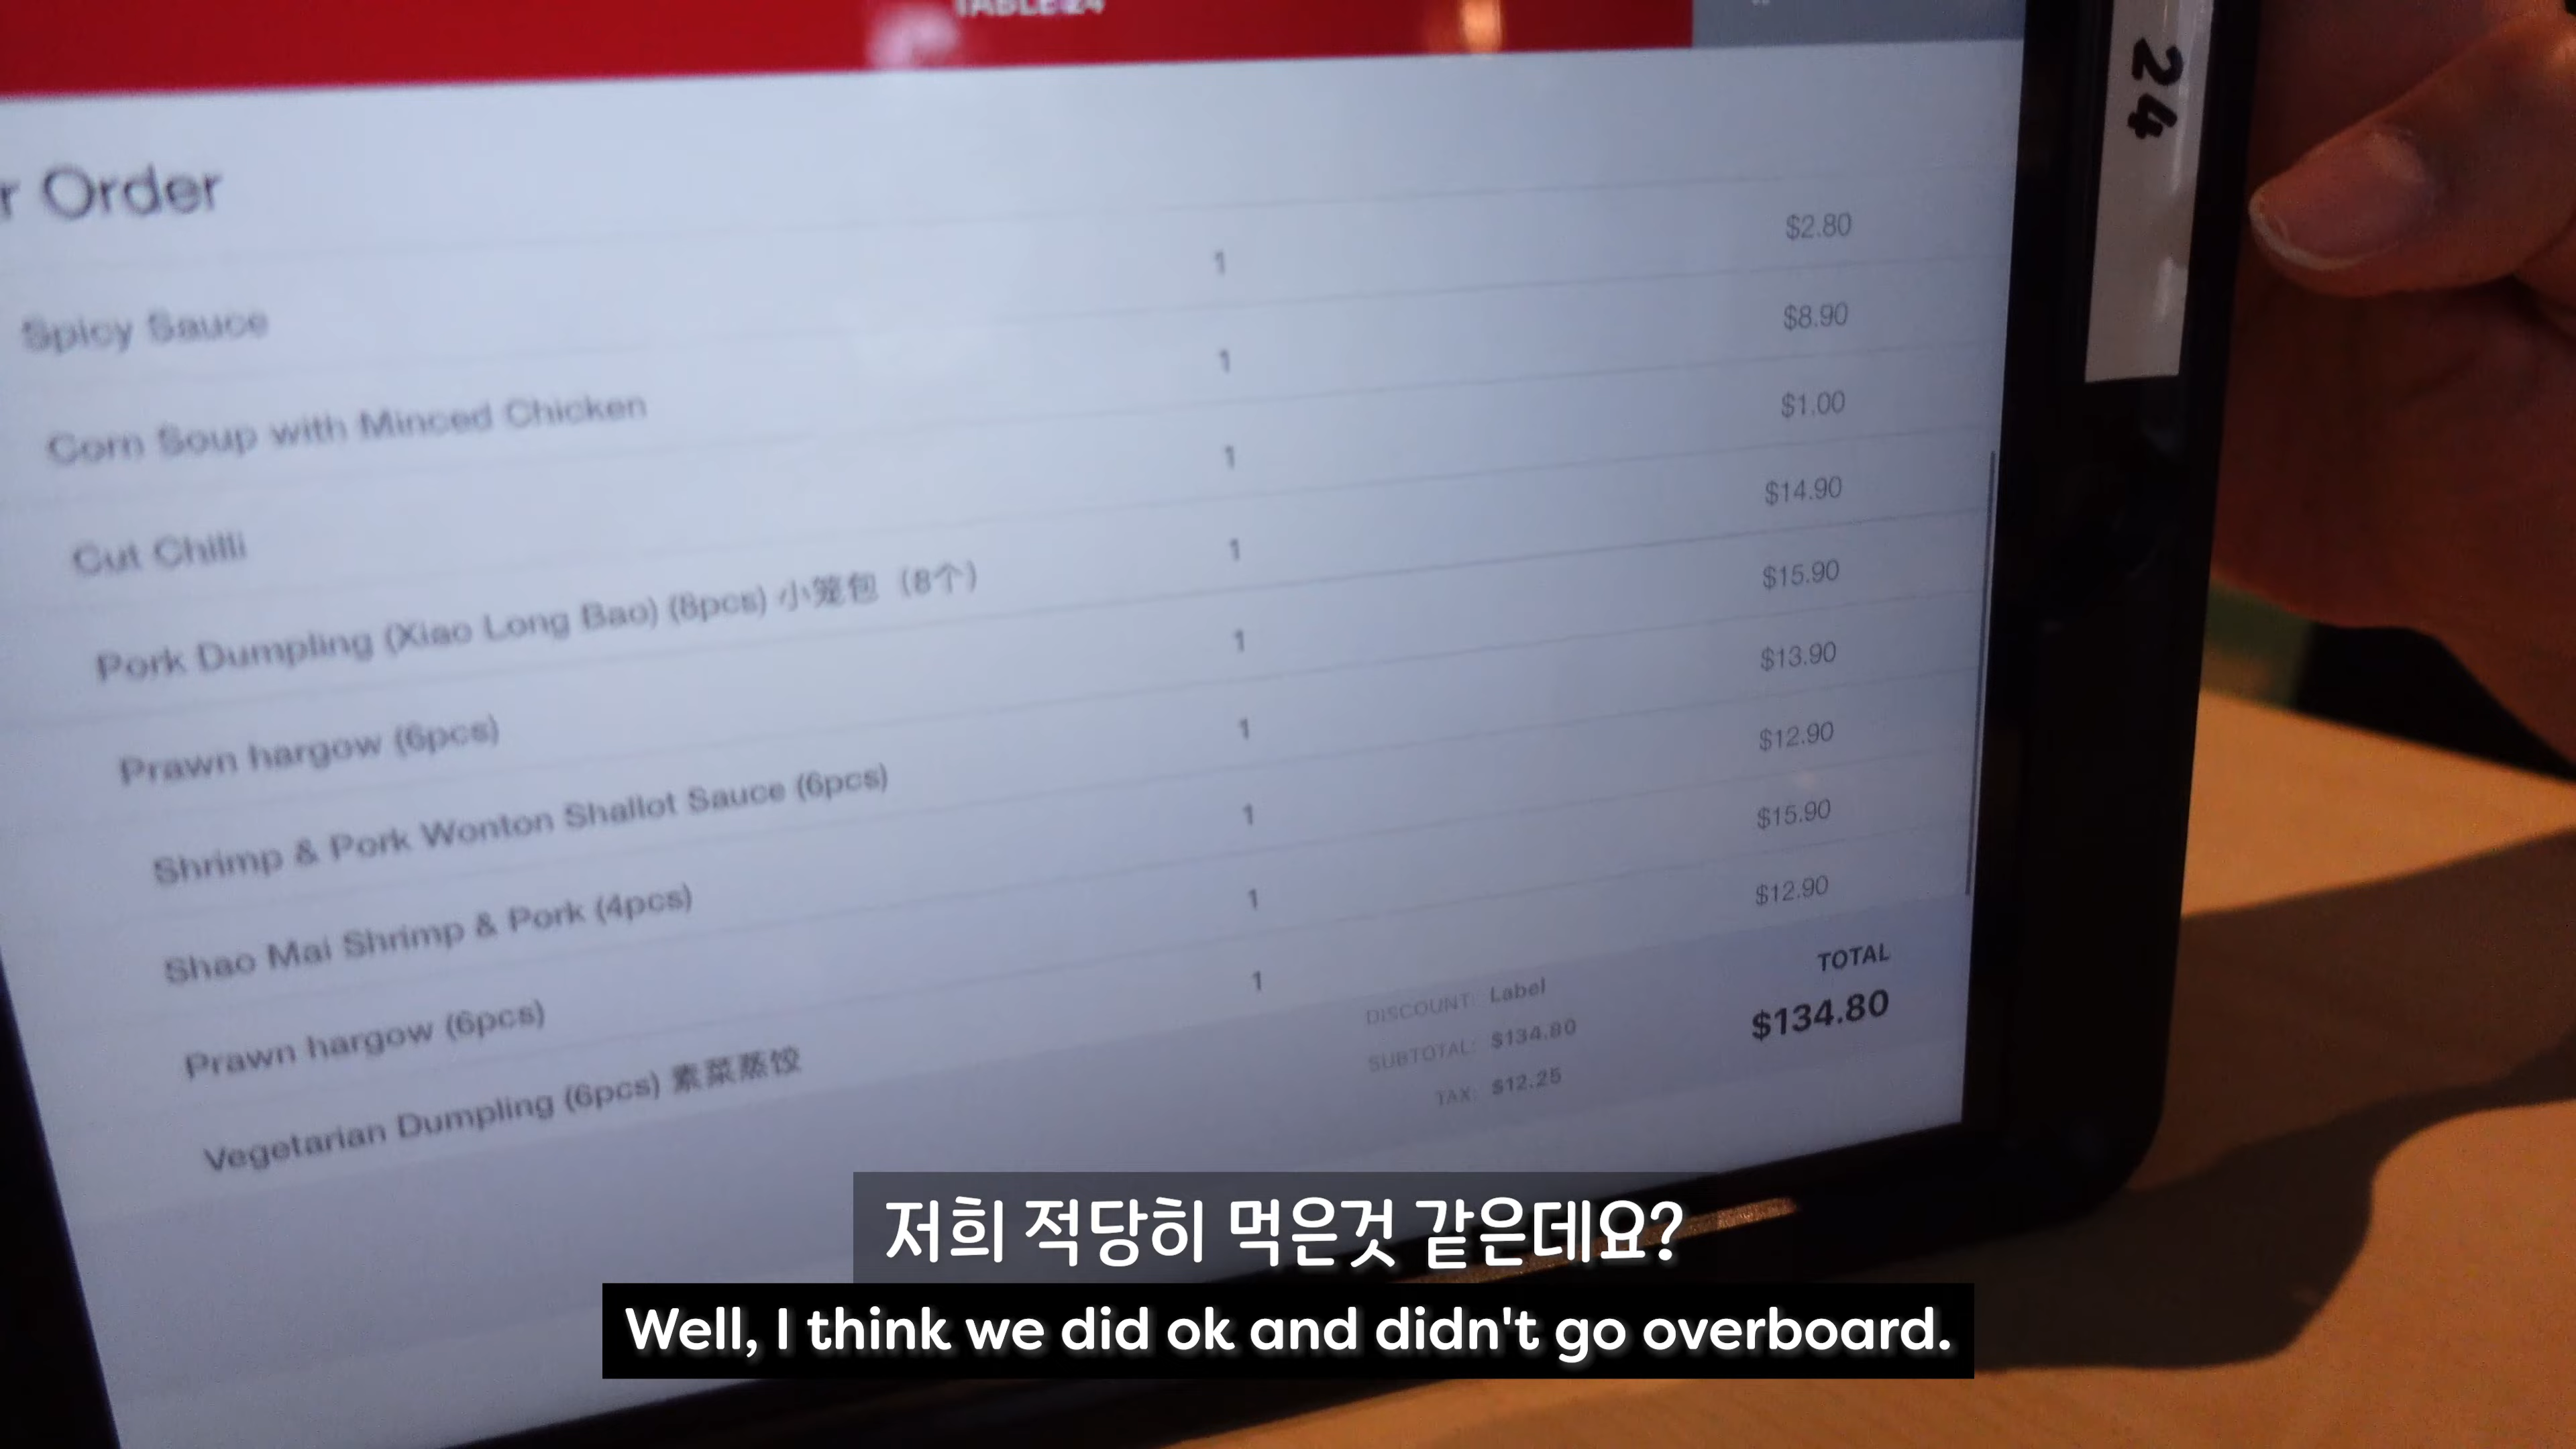 TABLE 24
24
r Order
Spicy Sauce 1 $2.80
Corn Soup with Minced Chicken 1 $8.90
Cut Chilli 1 $1.00
Pork Dumpling (Xiao Long Bao) (8pcs) 小笼包 (8个) 1 $14.90
Prawn hargow (6pcs) 1 $15.90
Shrimp & Pork Wonton Shallot Sauce (6pcs) 1 $13.90
Shao Mai Shrimp & Pork (4pcs) 1 $12.90
Prawn hargow (6pcs) 1 $15.90
Vegetarian Dumpling (6pcs) 素菜蒸饺 1 $12.90
DISCOUNT: Label
SUBTOTAL: $134.80
TAX: $12.25
TOTAL
$134.80
저희 적당히 먹은것 같은데요?
Well, I think we did ok and didn't go overboard.